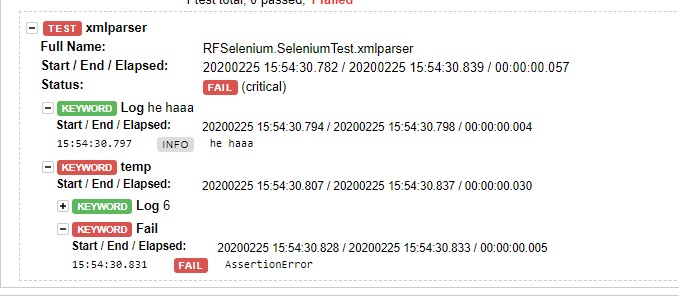 1 test total, 0 passed, 1 failed
TEST xmlparser
Full Name: RFSelenium.SeleniumTest.xmlparser
Start / End / Elapsed: 20200225 15:54:30.782 / 20200225 15:54:30.839 / 00:00:00.057
Status: FAIL (critical)
KEYWORD Log he haaa
Start / End / Elapsed: 20200225 15:54:30.794 / 20200225 15:54:30.798 / 00:00:00.004
15:54:30.797 INFO he haaa
KEYWORD temp
Start / End / Elapsed: 20200225 15:54:30.807 / 20200225 15:54:30.837 / 00:00:00.030
KEYWORD Log 6
KEYWORD Fail
Start / End / Elapsed: 20200225 15:54:30.828 / 20200225 15:54:30.833 / 00:00:00.005
15:54:30.831 FAIL AssertionError